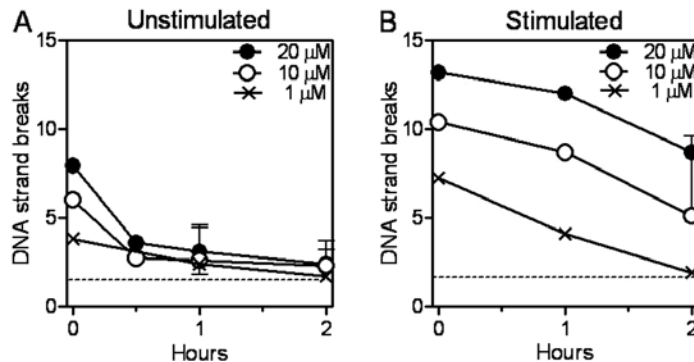 A
Unstimulated
15
10
5
0
DNA strand breaks
20 µM
10 µM
1 µM
0
1
2
Hours
B
Stimulated
15
10
5
0
DNA strand breaks
20 µM
10 µM
1 µM
0
1
2
Hours